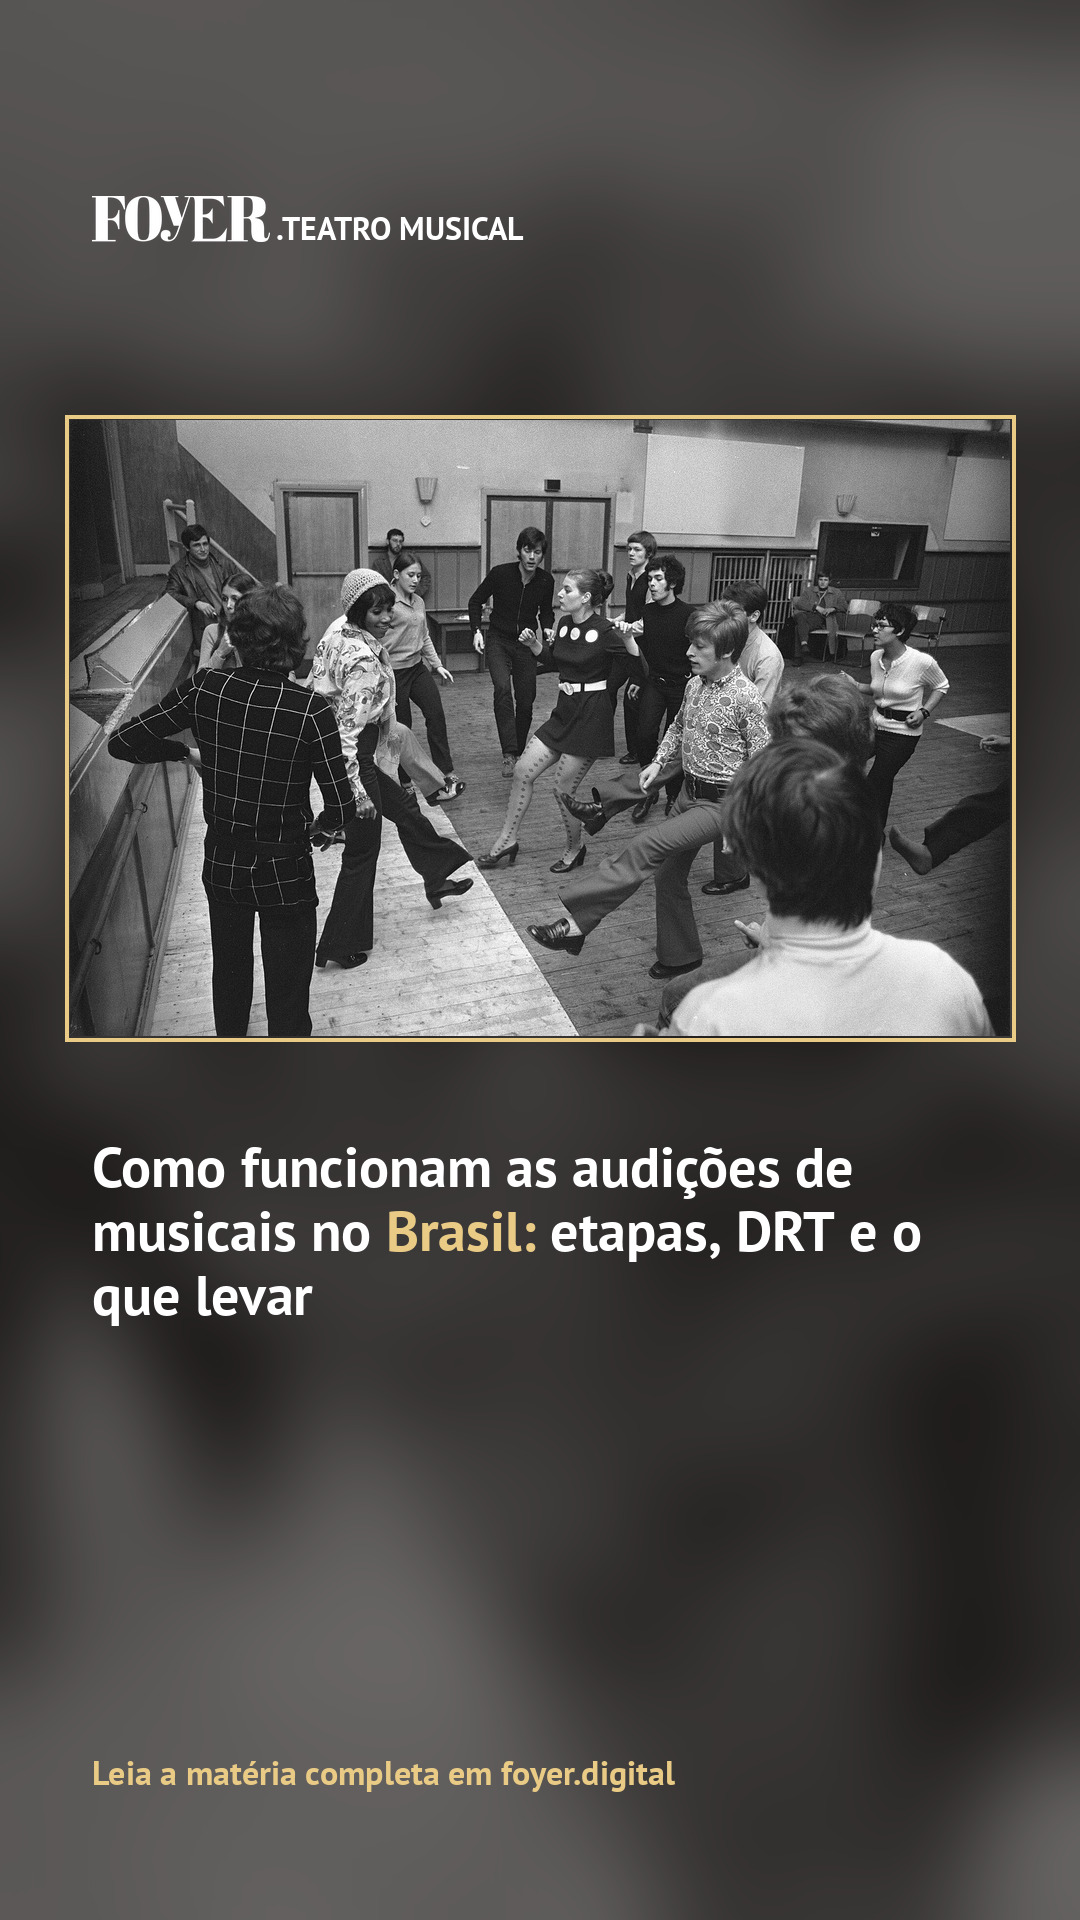 FOYER .TEATRO MUSICAL
Como funcionam as audições de
musicais no Brasil: etapas, DRT e o
que levar
Leia a matéria completa em foyer.digital